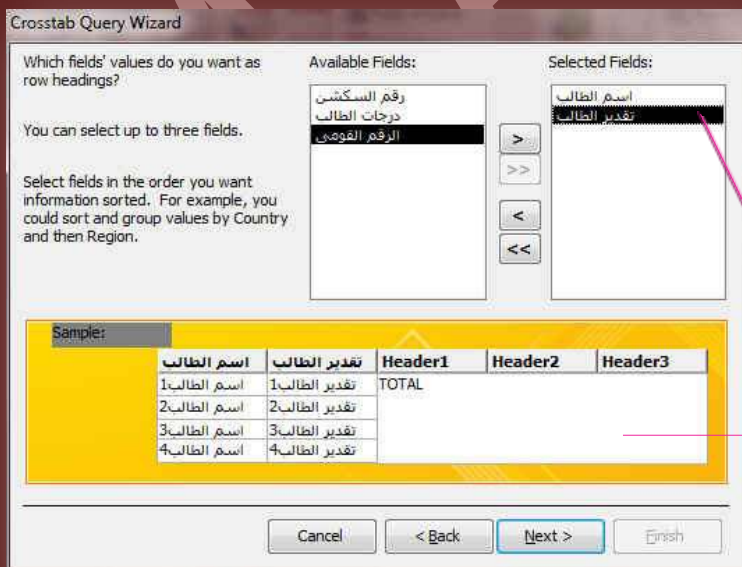 Crosstab Query Wizard
Which fields' values do you want as
row headings?
You can select up to three fields.
Select fields in the order you want
information sorted. For example, you
could sort and group values by Country
and then Region.
Available Fields:
رقم السكشن
درجات الطالب
الرقم القومى
>
>>
<
<<
Selected Fields:
اسم الطالب
تقدير الطالب
Sample:
اسم الطالب تقدير الطالب Header1 Header2 Header3
اسم الطالب1 تقدير الطالب1 TOTAL
اسم الطالب2 تقدير الطالب2
اسم الطالب3 تقدير الطالب3
اسم الطالب4 تقدير الطالب4
Cancel < Back Next > Finish